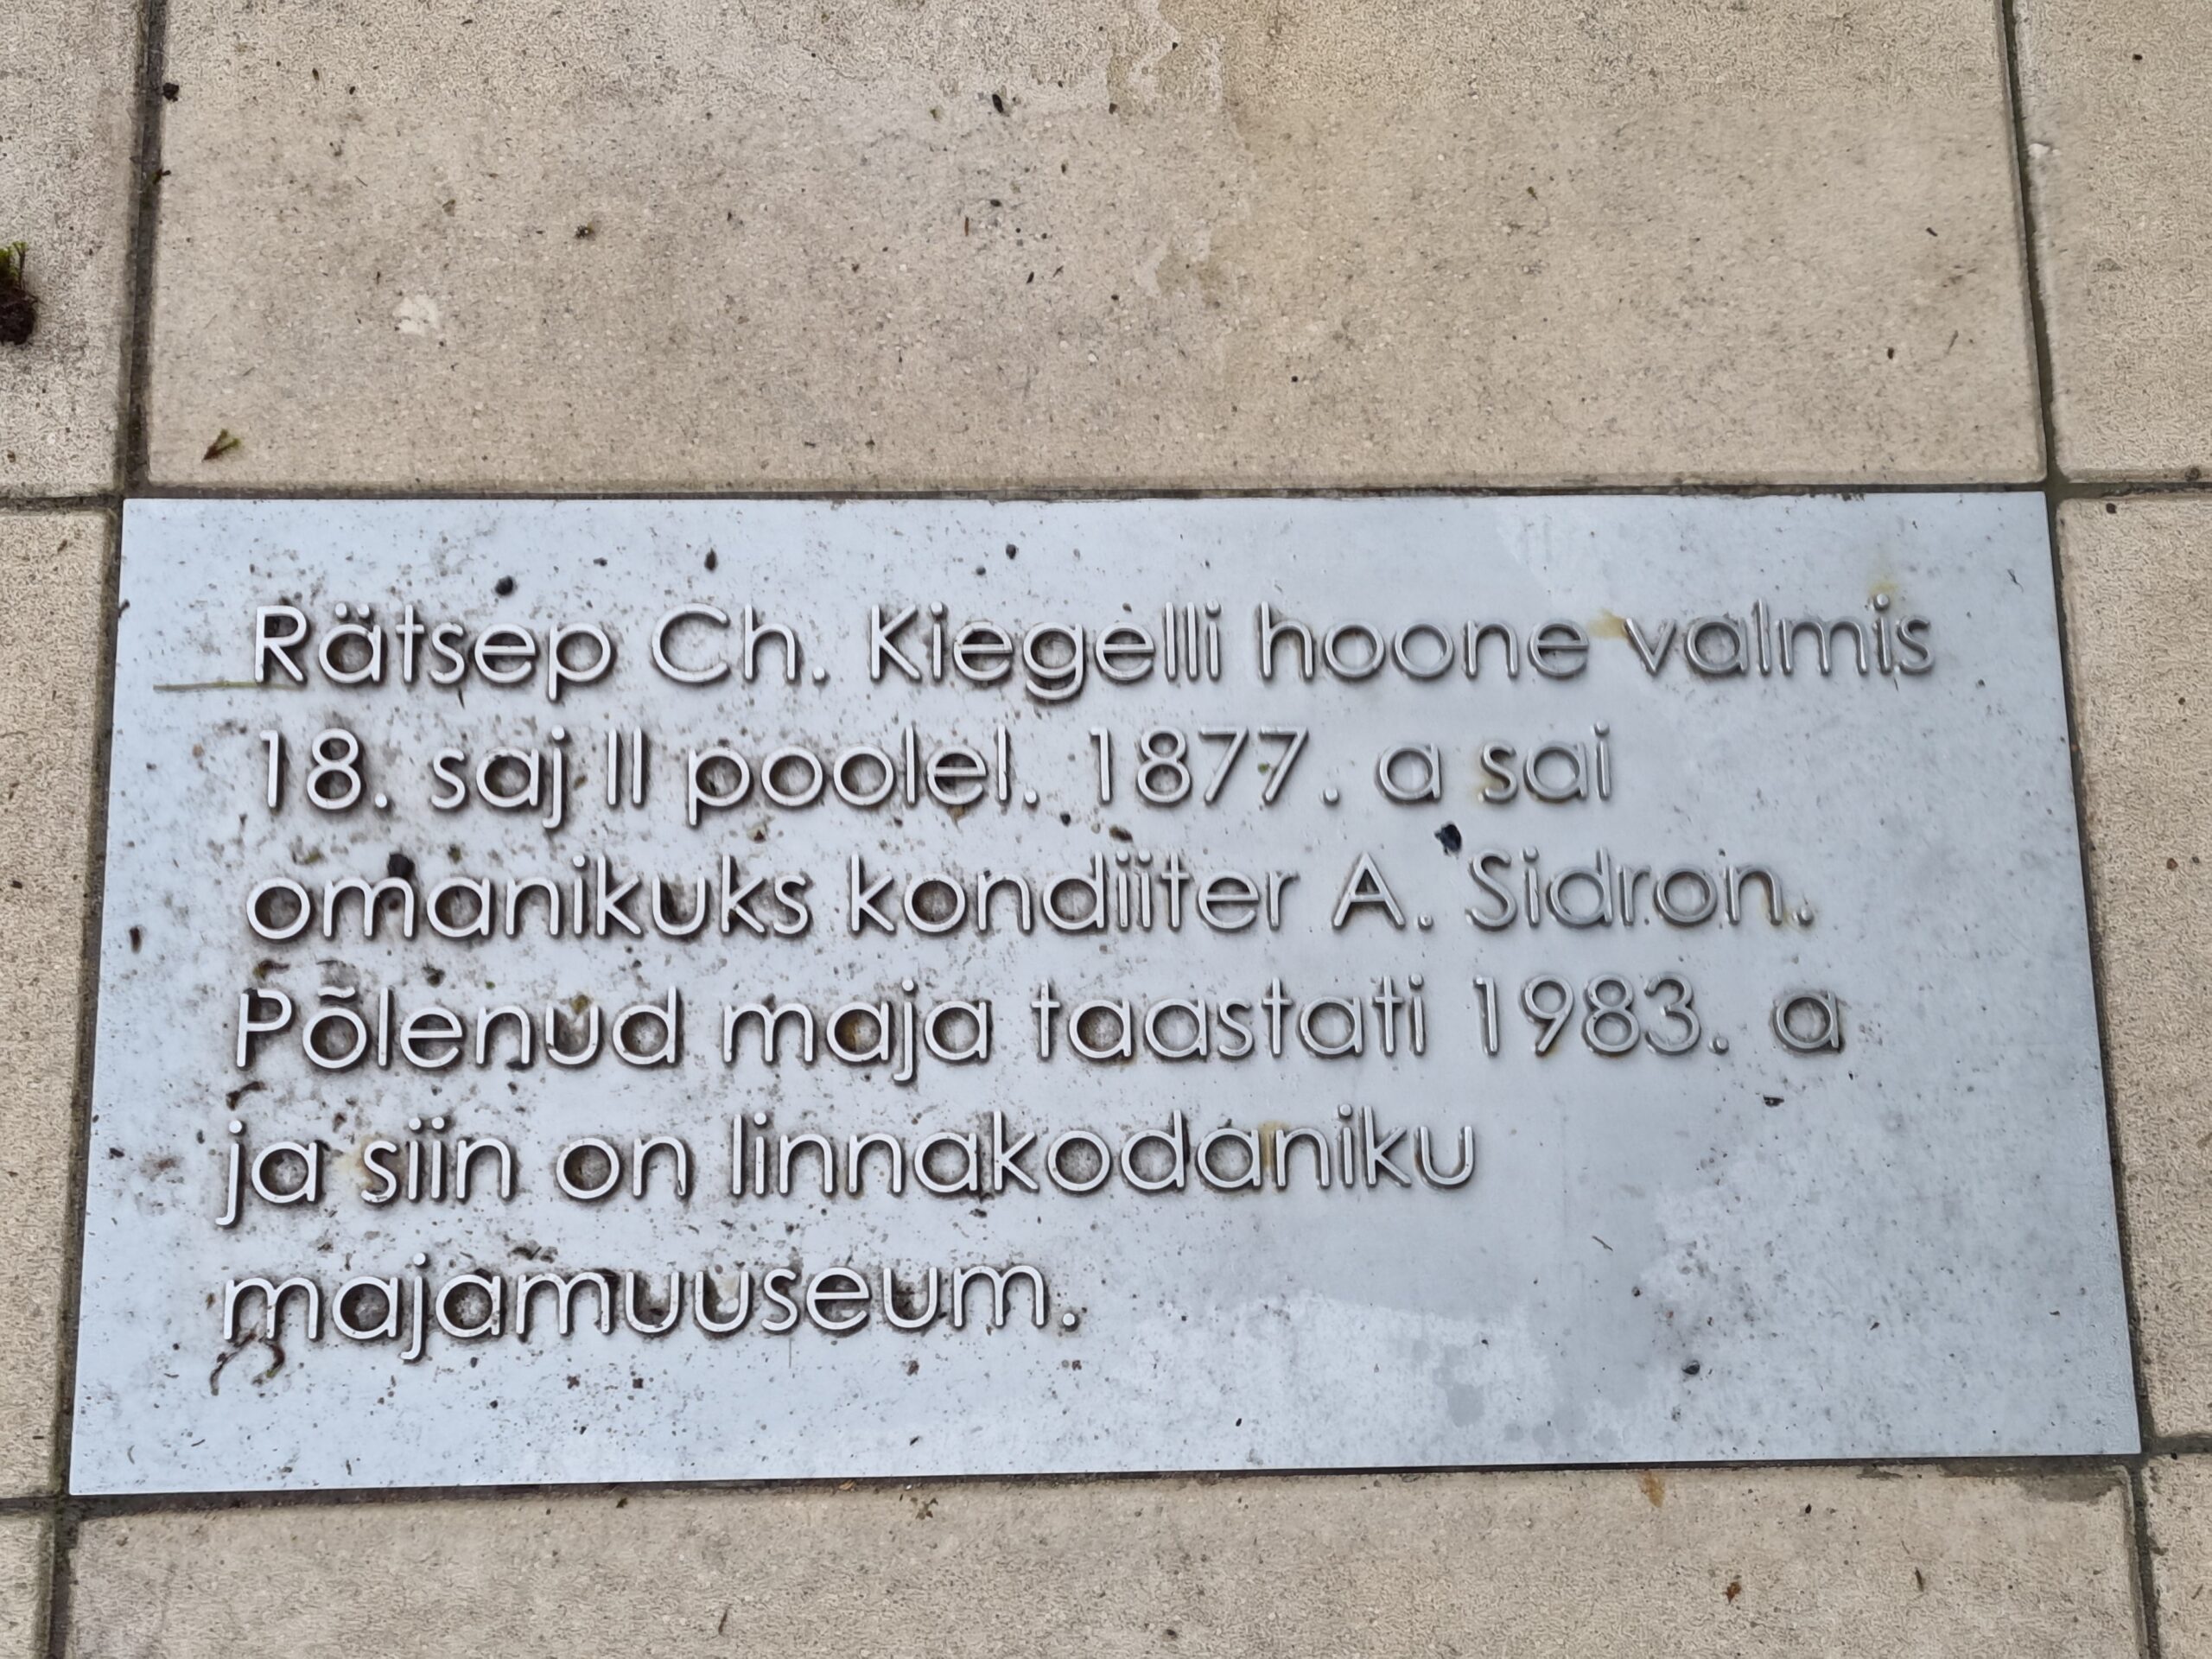 Rätsep Ch. Kiegelli hoone valmis
18. saj II poolel. 1877. a sai
omanikuks kondiiter A. Sidron.
Põlenud maja taastati 1983. a
ja siin on linnakodaniku
majamuuseum.